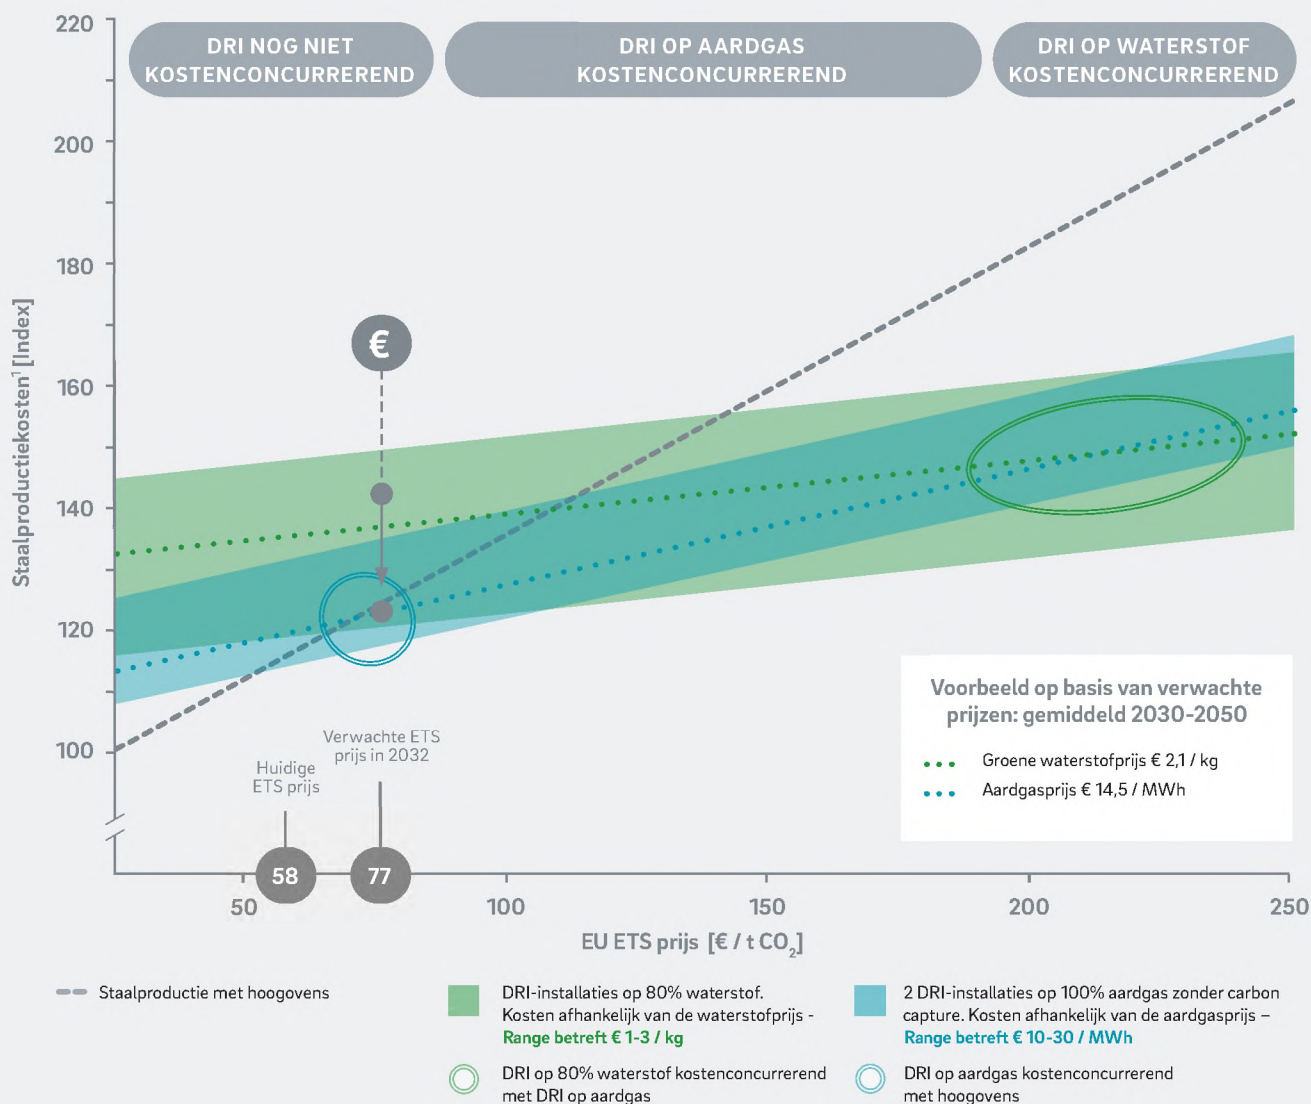 DRI NOG NIET
KOSTENCONCURREREND
DRI OP AARDGAS
KOSTENCONCURREREND
DRI OP WATERSTOF
KOSTENCONCURREREND
220
200
180
160
140
120
100
Staalproductiekosten¹ [Index]
€
Voorbeeld op basis van verwachte
prijzen: gemiddeld 2030-2050
Groene waterstofprijs € 2,1 / kg
Aardgasprijs € 14,5 / MWh
Huidige
ETS prijs
Verwachte ETS
prijs in 2032
58
77
50
100
150
200
250
EU ETS prijs [€ / t CO₂]
Staalproductie met hoogovens
DRI-installaties op 80% waterstof.
Kosten afhankelijk van de waterstofprijs -
Range betreft € 1-3 / kg
2 DRI-installaties op 100% aardgas zonder carbon
capture. Kosten afhankelijk van de aardgasprijs –
Range betreft € 10-30 / MWh
DRI op 80% waterstof kostenconcurrerend
met DRI op aardgas
DRI op aardgas kostenconcurrerend
met hoogovens